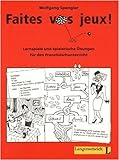 Wolfgang Spengler
Faites vos jeux!
Lernspiele und spielerische Übungen
für den Französischunterricht
Langenscheidt